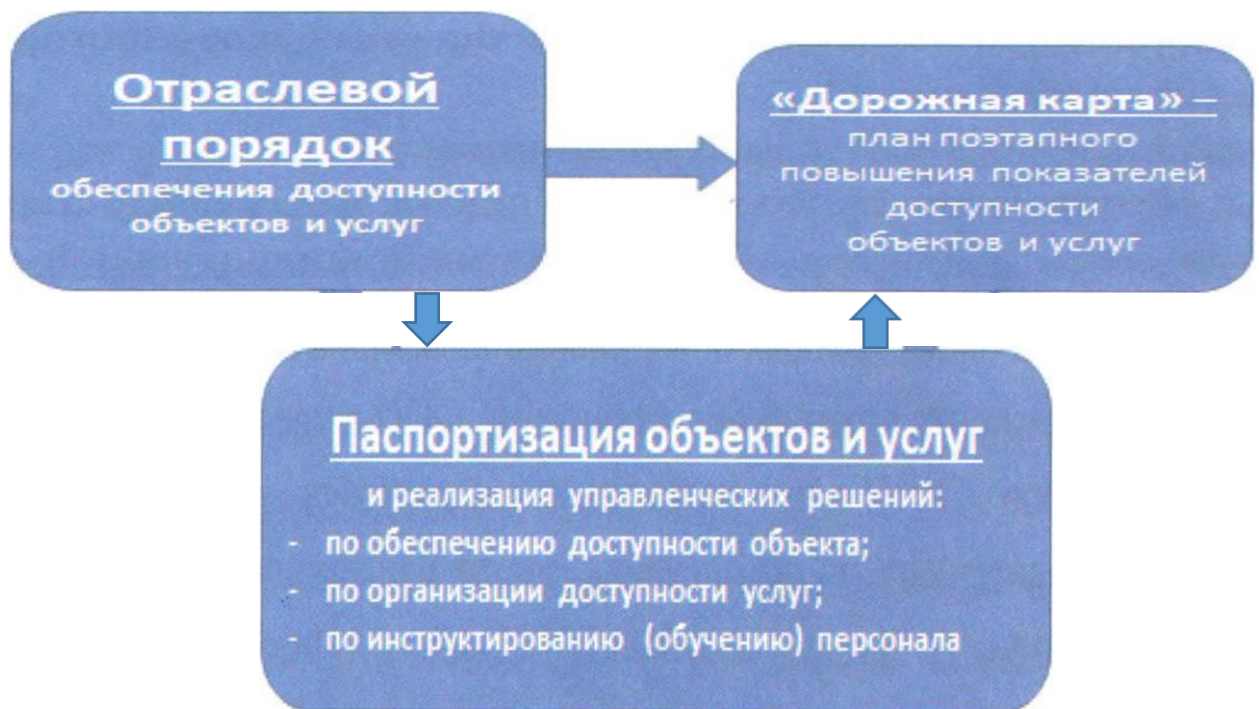 Отраслевой
порядок
обеспечения доступности
объектов и услуг
«Дорожная карта» –
план поэтапного
повышения показателей
доступности
объектов и услуг
Паспортизация объектов и услуг
и реализация управленческих решений:
- по обеспечению доступности объекта;
- по организации доступности услуг;
- по инструктированию (обучению) персонала